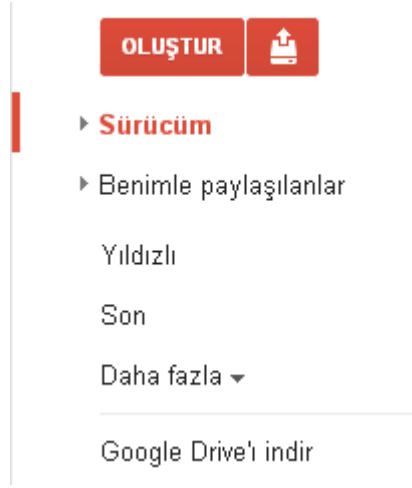 OLUŞTUR
Sürücüm
Benimle paylaşılanlar
Yıldızlı
Son
Daha fazla
Google Drive'ı indir